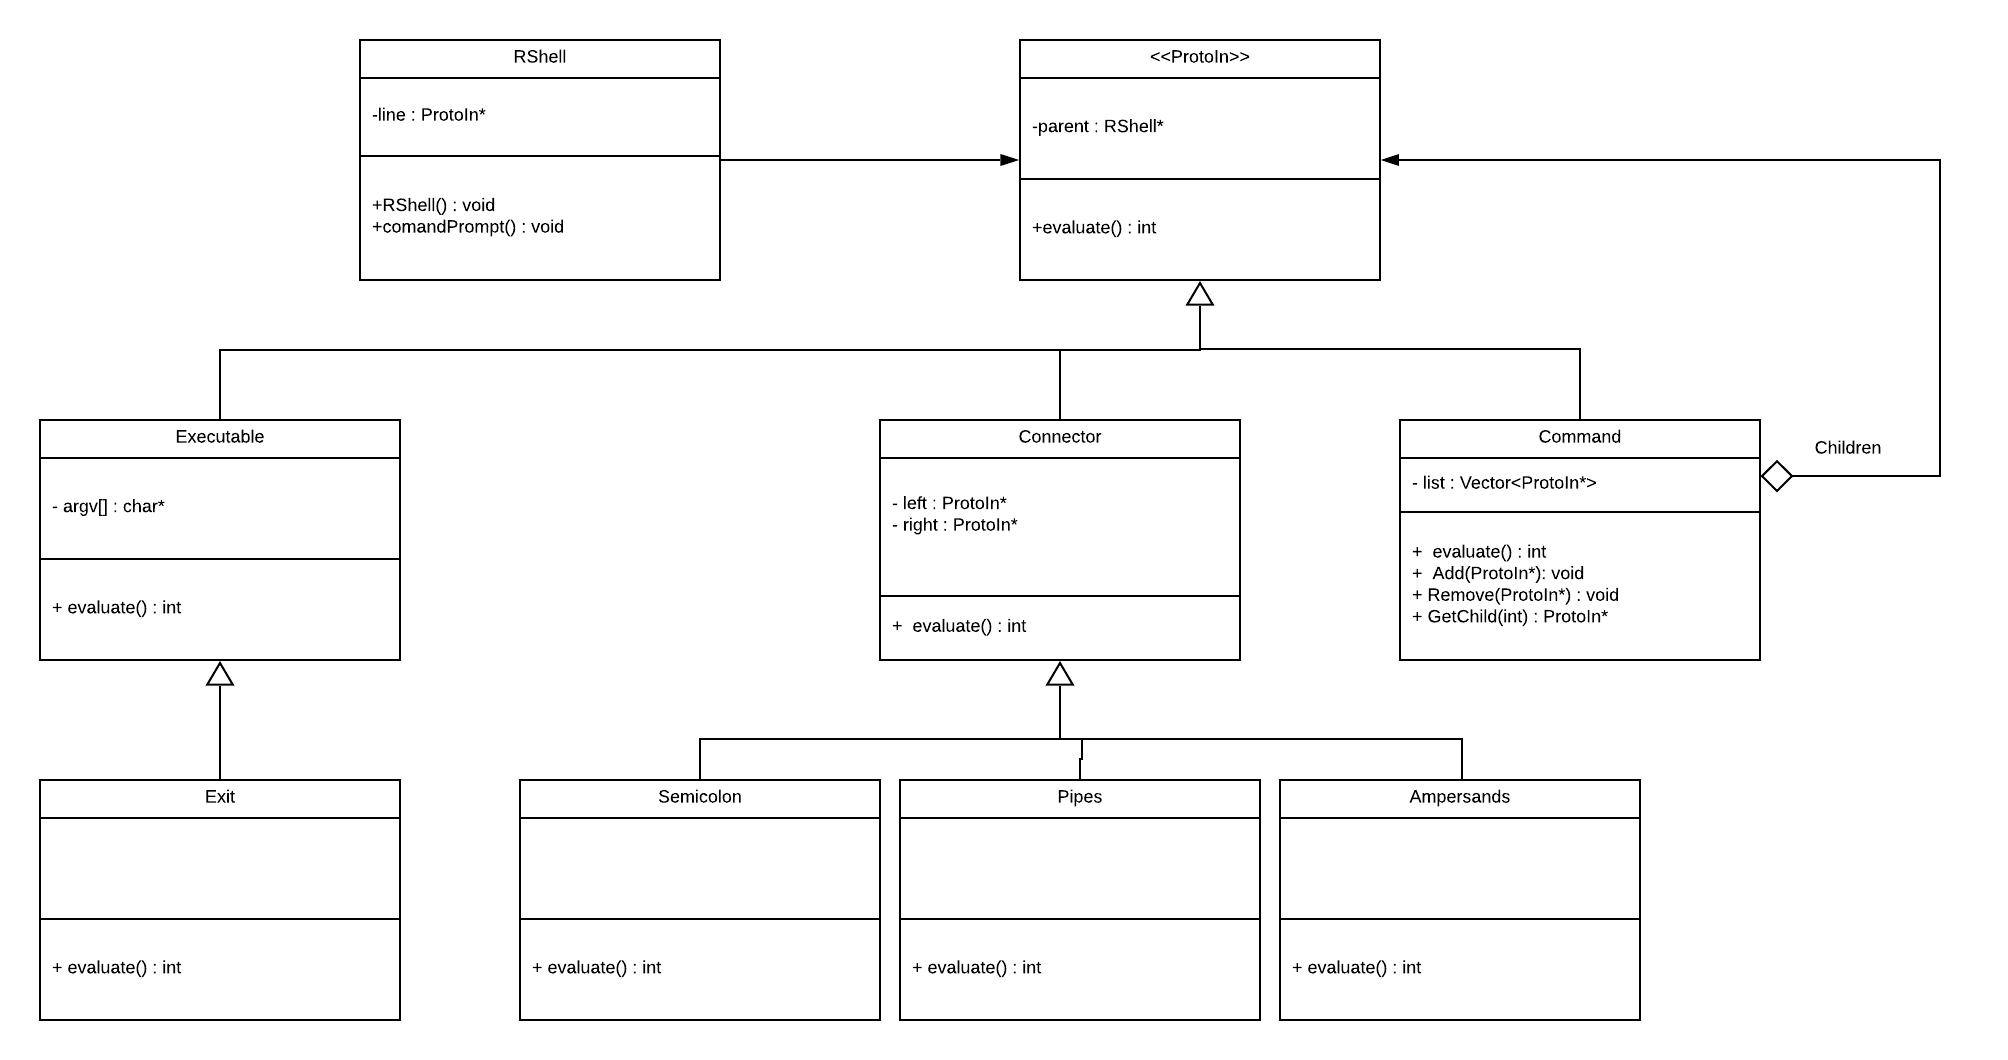 RShell
-line : ProtoIn*
+RShell() : void
+comandPrompt() : void
<<ProtoIn>>
-parent : RShell*
+evaluate() : int
Executable
- argv[] : char*
+ evaluate() : int
Connector
- left : ProtoIn*
- right : ProtoIn*
+  evaluate() : int
Command
- list : Vector<ProtoIn*>
+  evaluate() : int
+  Add(ProtoIn*): void
+ Remove(ProtoIn*) : void
+ GetChild(int) : ProtoIn*
Children
Exit
+ evaluate() : int
Semicolon
+ evaluate() : int
Pipes
+ evaluate() : int
Ampersands
+ evaluate() : int